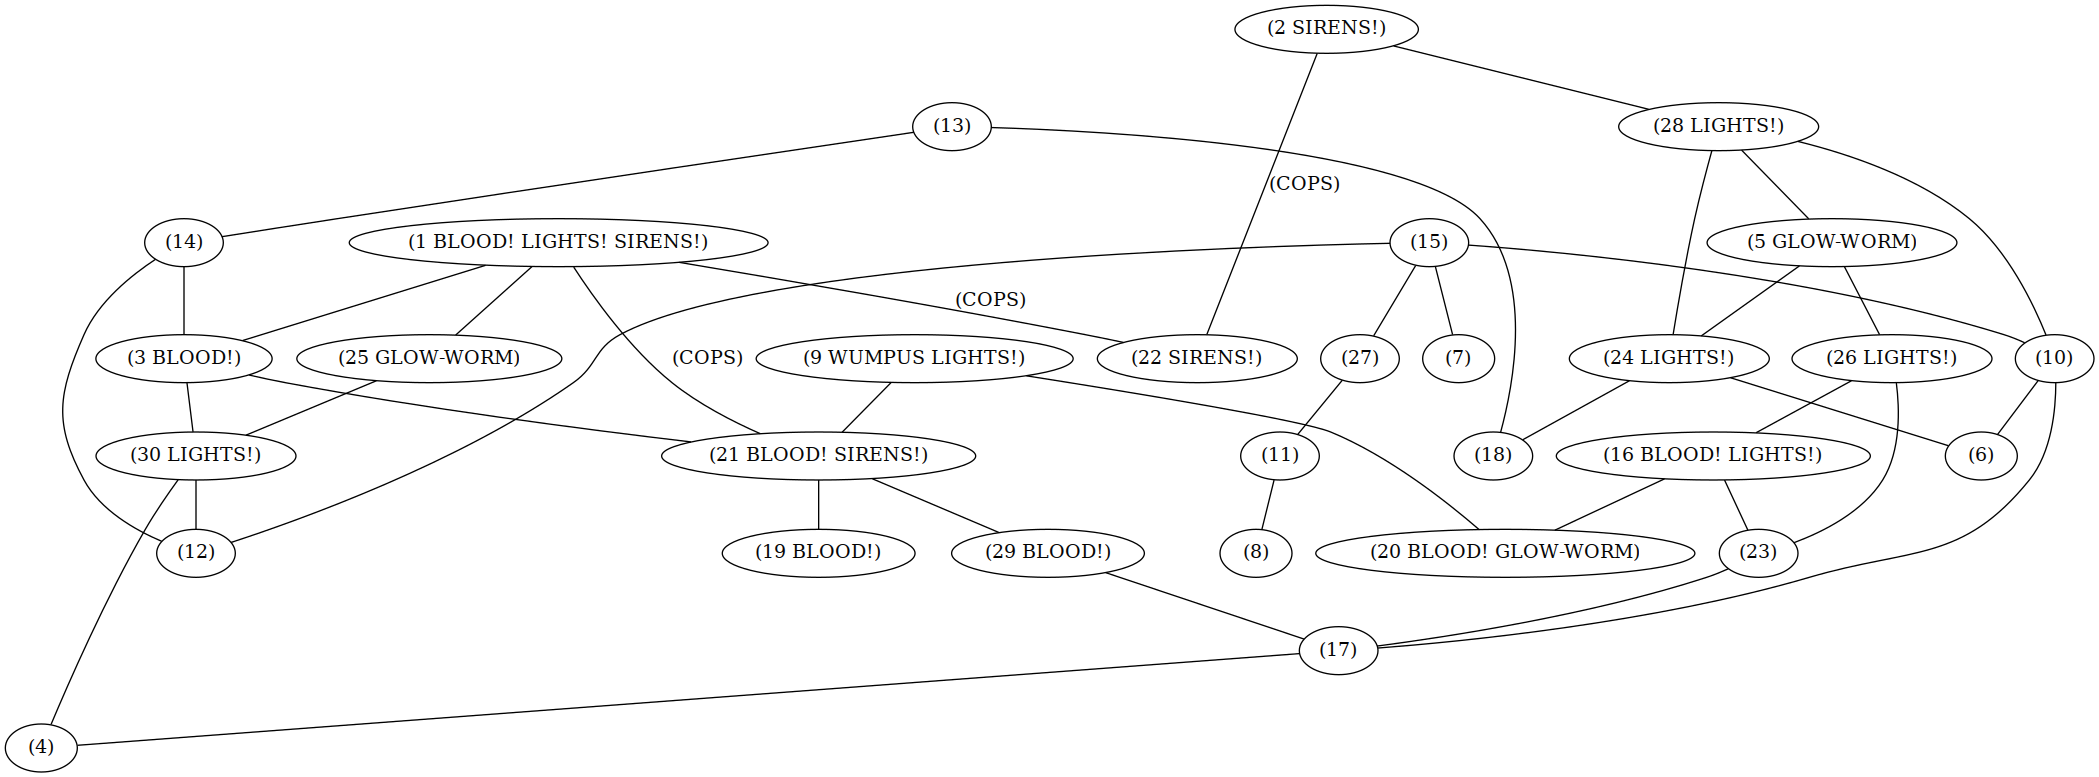 (2 SIRENS!)
(13)
(28 LIGHTS!)
(COPS)
(14)
(1 BLOOD! LIGHTS! SIRENS!)
(15)
(5 GLOW-WORM)
(COPS)
(3 BLOOD!)
(25 GLOW-WORM)
(COPS)
(9 WUMPUS LIGHTS!)
(22 SIRENS!)
(27)
(7)
(24 LIGHTS!)
(26 LIGHTS!)
(10)
(30 LIGHTS!)
(21 BLOOD! SIRENS!)
(11)
(18)
(16 BLOOD! LIGHTS!)
(6)
(12)
(19 BLOOD!)
(29 BLOOD!)
(8)
(20 BLOOD! GLOW-WORM)
(23)
(17)
(4)